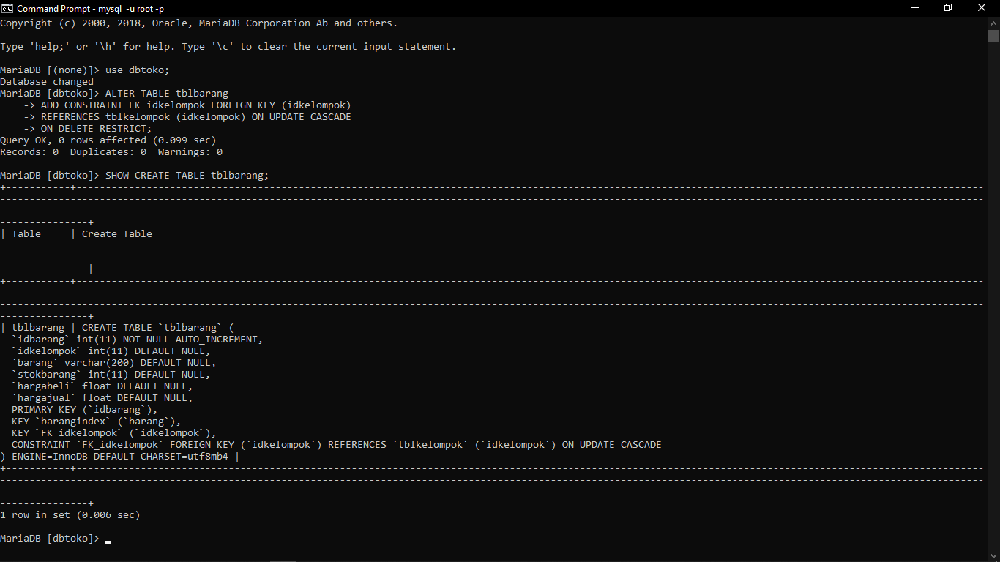 Command Prompt - mysql -u root -p
Copyright (c) 2000, 2018, Oracle, MariaDB Corporation Ab and others.
Type 'help;' or '\h' for help. Type '\c' to clear the current input statement.
MariaDB [(none)]> use dbtoko;
Database changed
MariaDB [dbtoko]> ALTER TABLE tblbarang
    -> ADD CONSTRAINT FK_idkelompok FOREIGN KEY (idkelompok)
    -> REFERENCES tblkelompok (idkelompok) ON UPDATE CASCADE
    -> ON DELETE RESTRICT;
Query OK, 0 rows affected (0.099 sec)
Records: 0  Duplicates: 0  Warnings: 0
MariaDB [dbtoko]> SHOW CREATE TABLE tblbarang;
| Table     | Create Table
|
| tblbarang | CREATE TABLE `tblbarang` (
  `idbarang` int(11) NOT NULL AUTO_INCREMENT,
  `idkelompok` int(11) DEFAULT NULL,
  `barang` varchar(200) DEFAULT NULL,
  `stokbarang` int(11) DEFAULT NULL,
  `hargabeli` float DEFAULT NULL,
  `hargajual` float DEFAULT NULL,
  PRIMARY KEY (`idbarang`),
  KEY `barangindex` (`barang`),
  KEY `FK_idkelompok` (`idkelompok`),
  CONSTRAINT `FK_idkelompok` FOREIGN KEY (`idkelompok`) REFERENCES `tblkelompok` (`idkelompok`) ON UPDATE CASCADE
) ENGINE=InnoDB DEFAULT CHARSET=utf8mb4 |
1 row in set (0.006 sec)
MariaDB [dbtoko]>